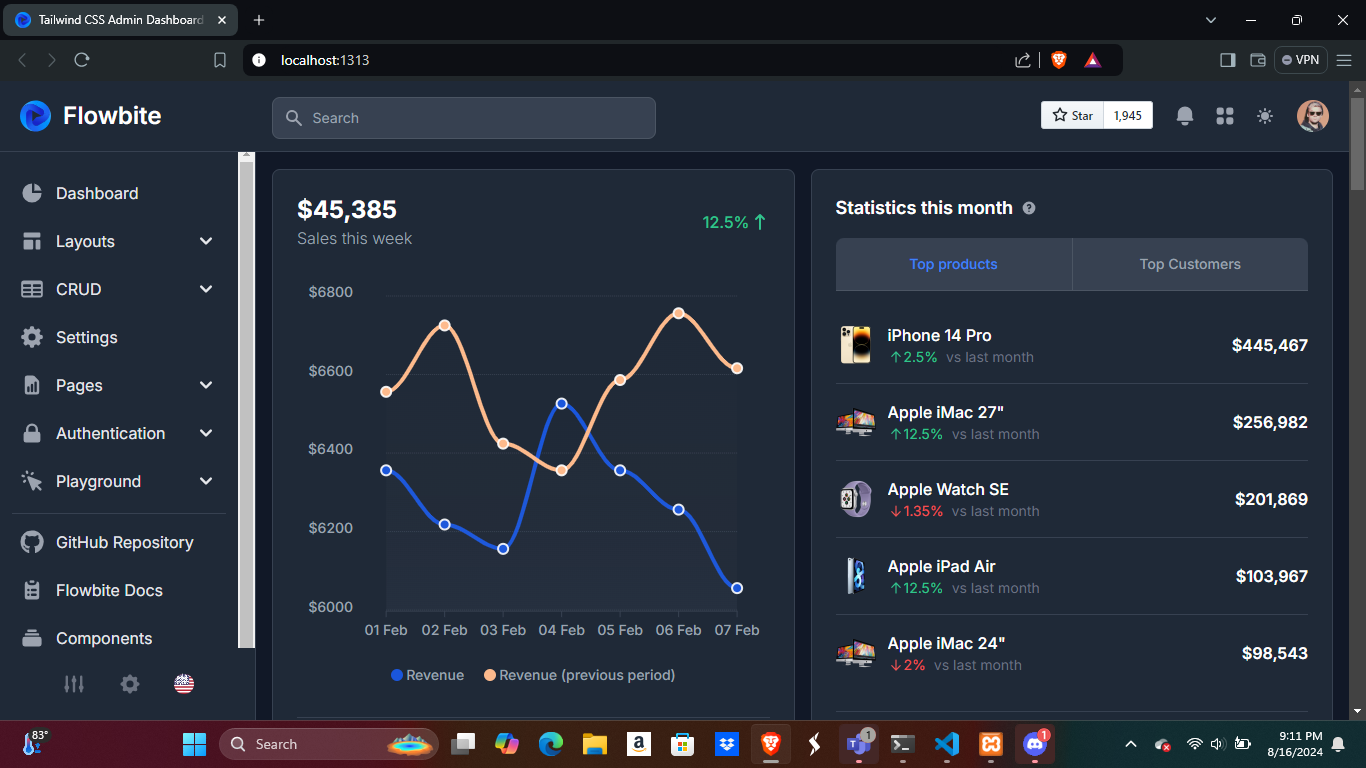 Tailwind CSS Admin Dashboard
localhost:1313
VPN
Flowbite
Search
Star 1,945
Dashboard
Layouts
CRUD
Settings
Pages
Authentication
Playground
GitHub Repository
Flowbite Docs
Components
$45,385
Sales this week
12.5%
$6800
$6600
$6400
$6200
$6000
01 Feb 02 Feb 03 Feb 04 Feb 05 Feb 06 Feb 07 Feb
Revenue Revenue (previous period)
Statistics this month
Top products Top Customers
iPhone 14 Pro
2.5% vs last month
$445,467
Apple iMac 27"
12.5% vs last month
$256,982
Apple Watch SE
1.35% vs last month
$201,869
Apple iPad Air
12.5% vs last month
$103,967
Apple iMac 24"
2% vs last month
$98,543
83°
Search
1
1
9:11 PM
8/16/2024